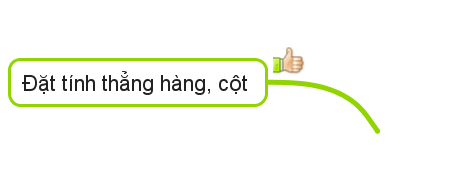 Đặt tính thẳng hàng, cột